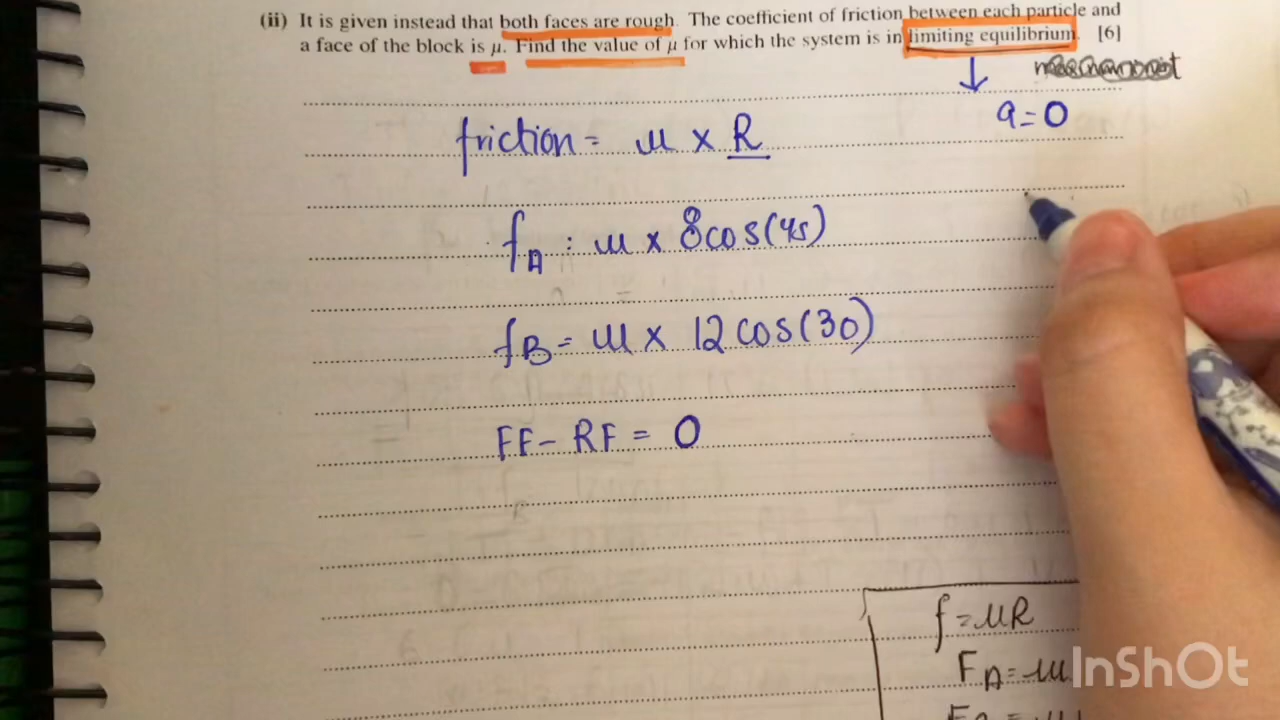 (ii) It is given instead that both faces are rough. The coefficient of friction between each particle and
a face of the block is μ. Find the value of μ for which the system is in limiting equilibrium. [6]
a = 0
friction = μ × R
fA : μ × 8cos(45)
fB = μ × 12cos(30)
FF - RF = 0
f = μR
FA = μ
InShOt